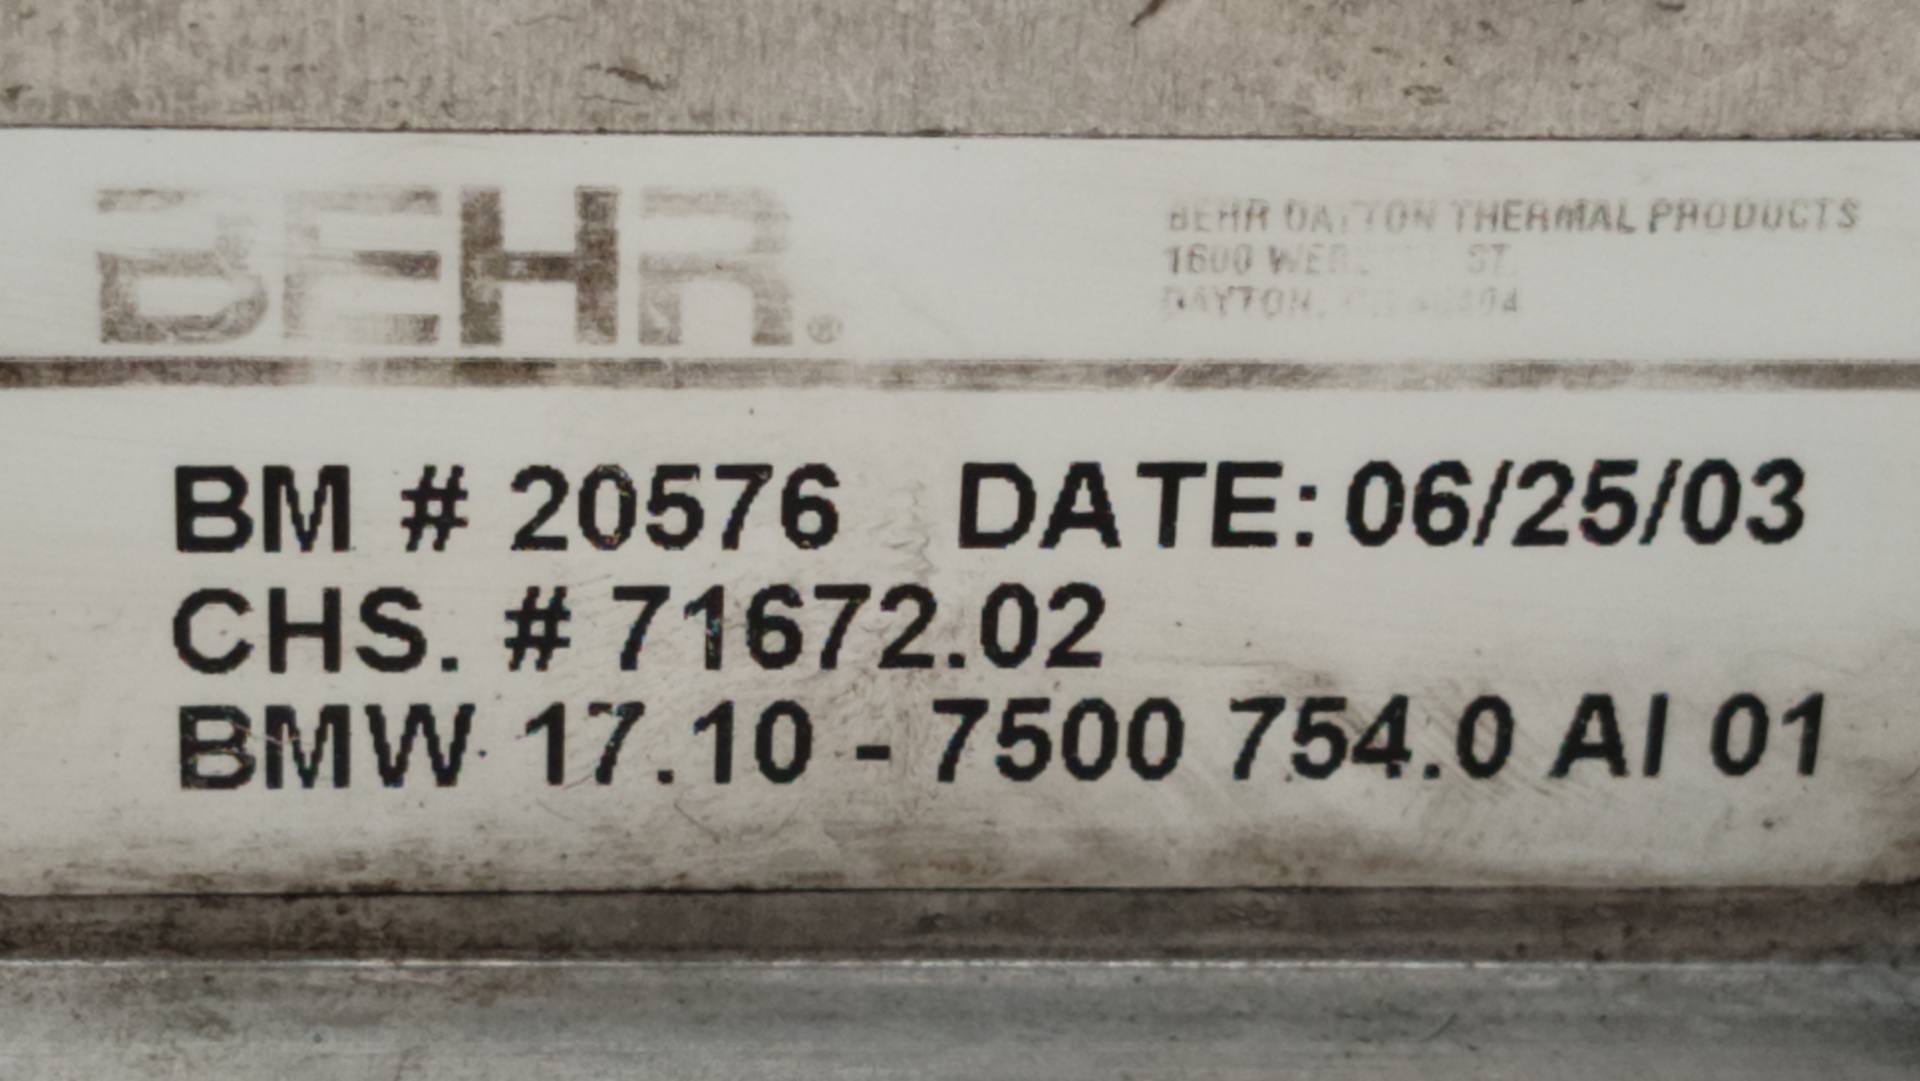 BEHR®
BEHR DAYTON THERMAL PRODUCTS
1600 ST.
DAYTON,
BM # 20576 DATE: 06/25/03
CHS. # 71672.02
BMW 17.10 - 7500 754.0 AI 01